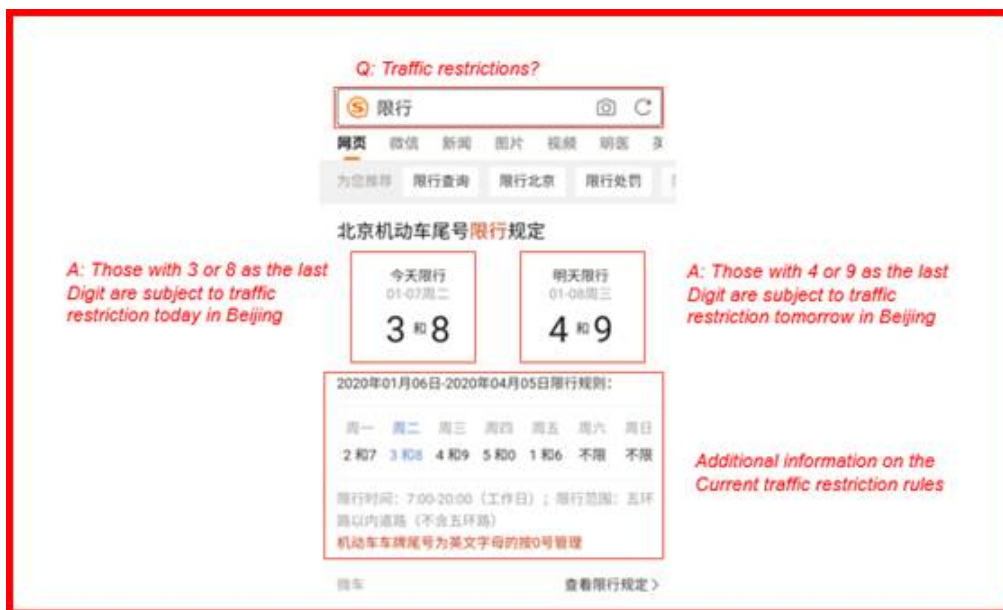 Q: Traffic restrictions?
限行
网页 微信 新闻 图片 视频 明医
为您推荐 限行查询 限行北京 限行处罚
北京机动车尾号限行规定
A: Those with 3 or 8 as the last
Digit are subject to traffic
restriction today in Beijing
今天限行
01-07周二
3 和 8
明天限行
01-08周三
4 和 9
A: Those with 4 or 9 as the last
Digit are subject to traffic
restriction tomorrow in Beijing
2020年01月06日-2020年04月05日限行规则：
周一 周二 周三 周四 周五 周六 周日
2和7 3和8 4和9 5和0 1和6 不限 不限
限行时间：7:00-20:00（工作日）；限行范围：五环
路以内道路（不含五环路）
机动车车牌尾号为英文字母的按0号管理
Additional information on the
Current traffic restriction rules
微车 查看限行规定 >